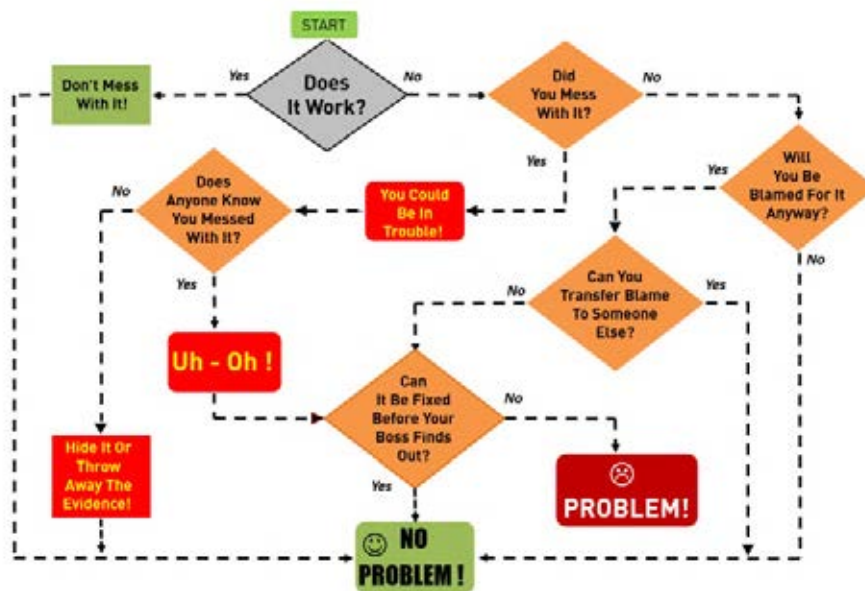 START
Does
It Work?
Yes
No
Don't Mess
With It!
Did
You Mess
With It?
No
Yes
Will
You Be
Blamed For It
Anyway?
Yes
No
You Could
Be In
Trouble!
Does
Anyone Know
You Messed
With It?
No
Yes
Can You
Transfer Blame
To Someone
Else?
No
Yes
Uh - Oh !
Can
It Be Fixed
Before Your
Boss Finds
Out?
No
Yes
Hide It Or
Throw
Away The
Evidence!
PROBLEM!
NO
PROBLEM !